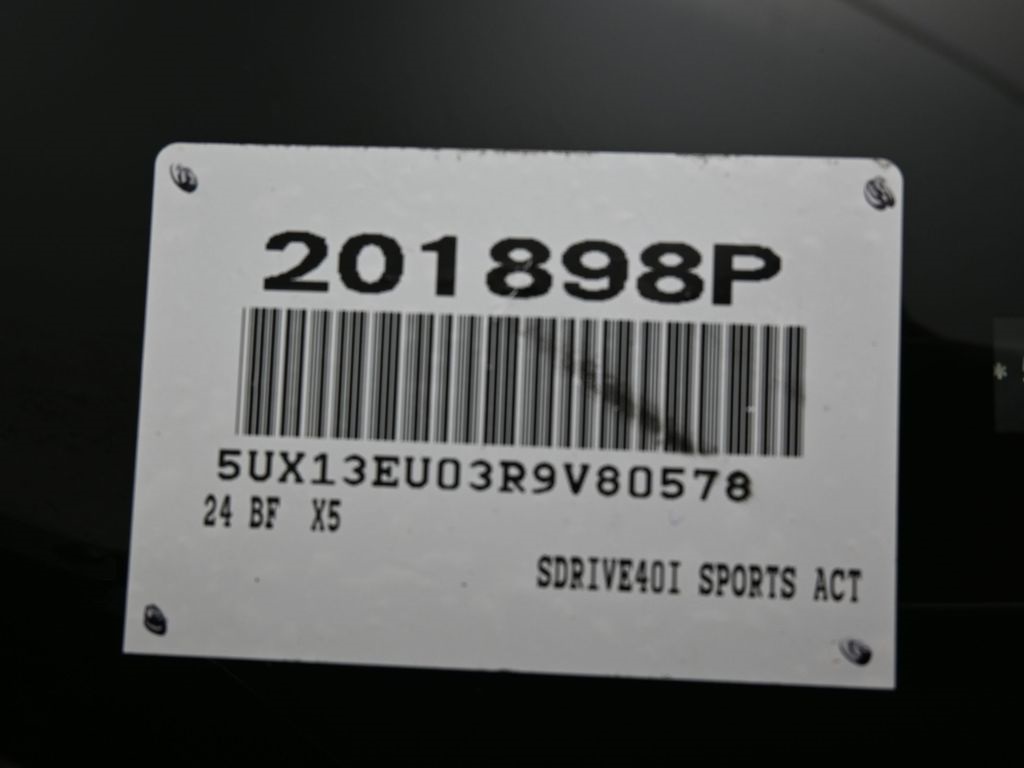 201898P
5UX13EU03R9V80578
24 BF X5
SDRIVE40I SPORTS ACT
*